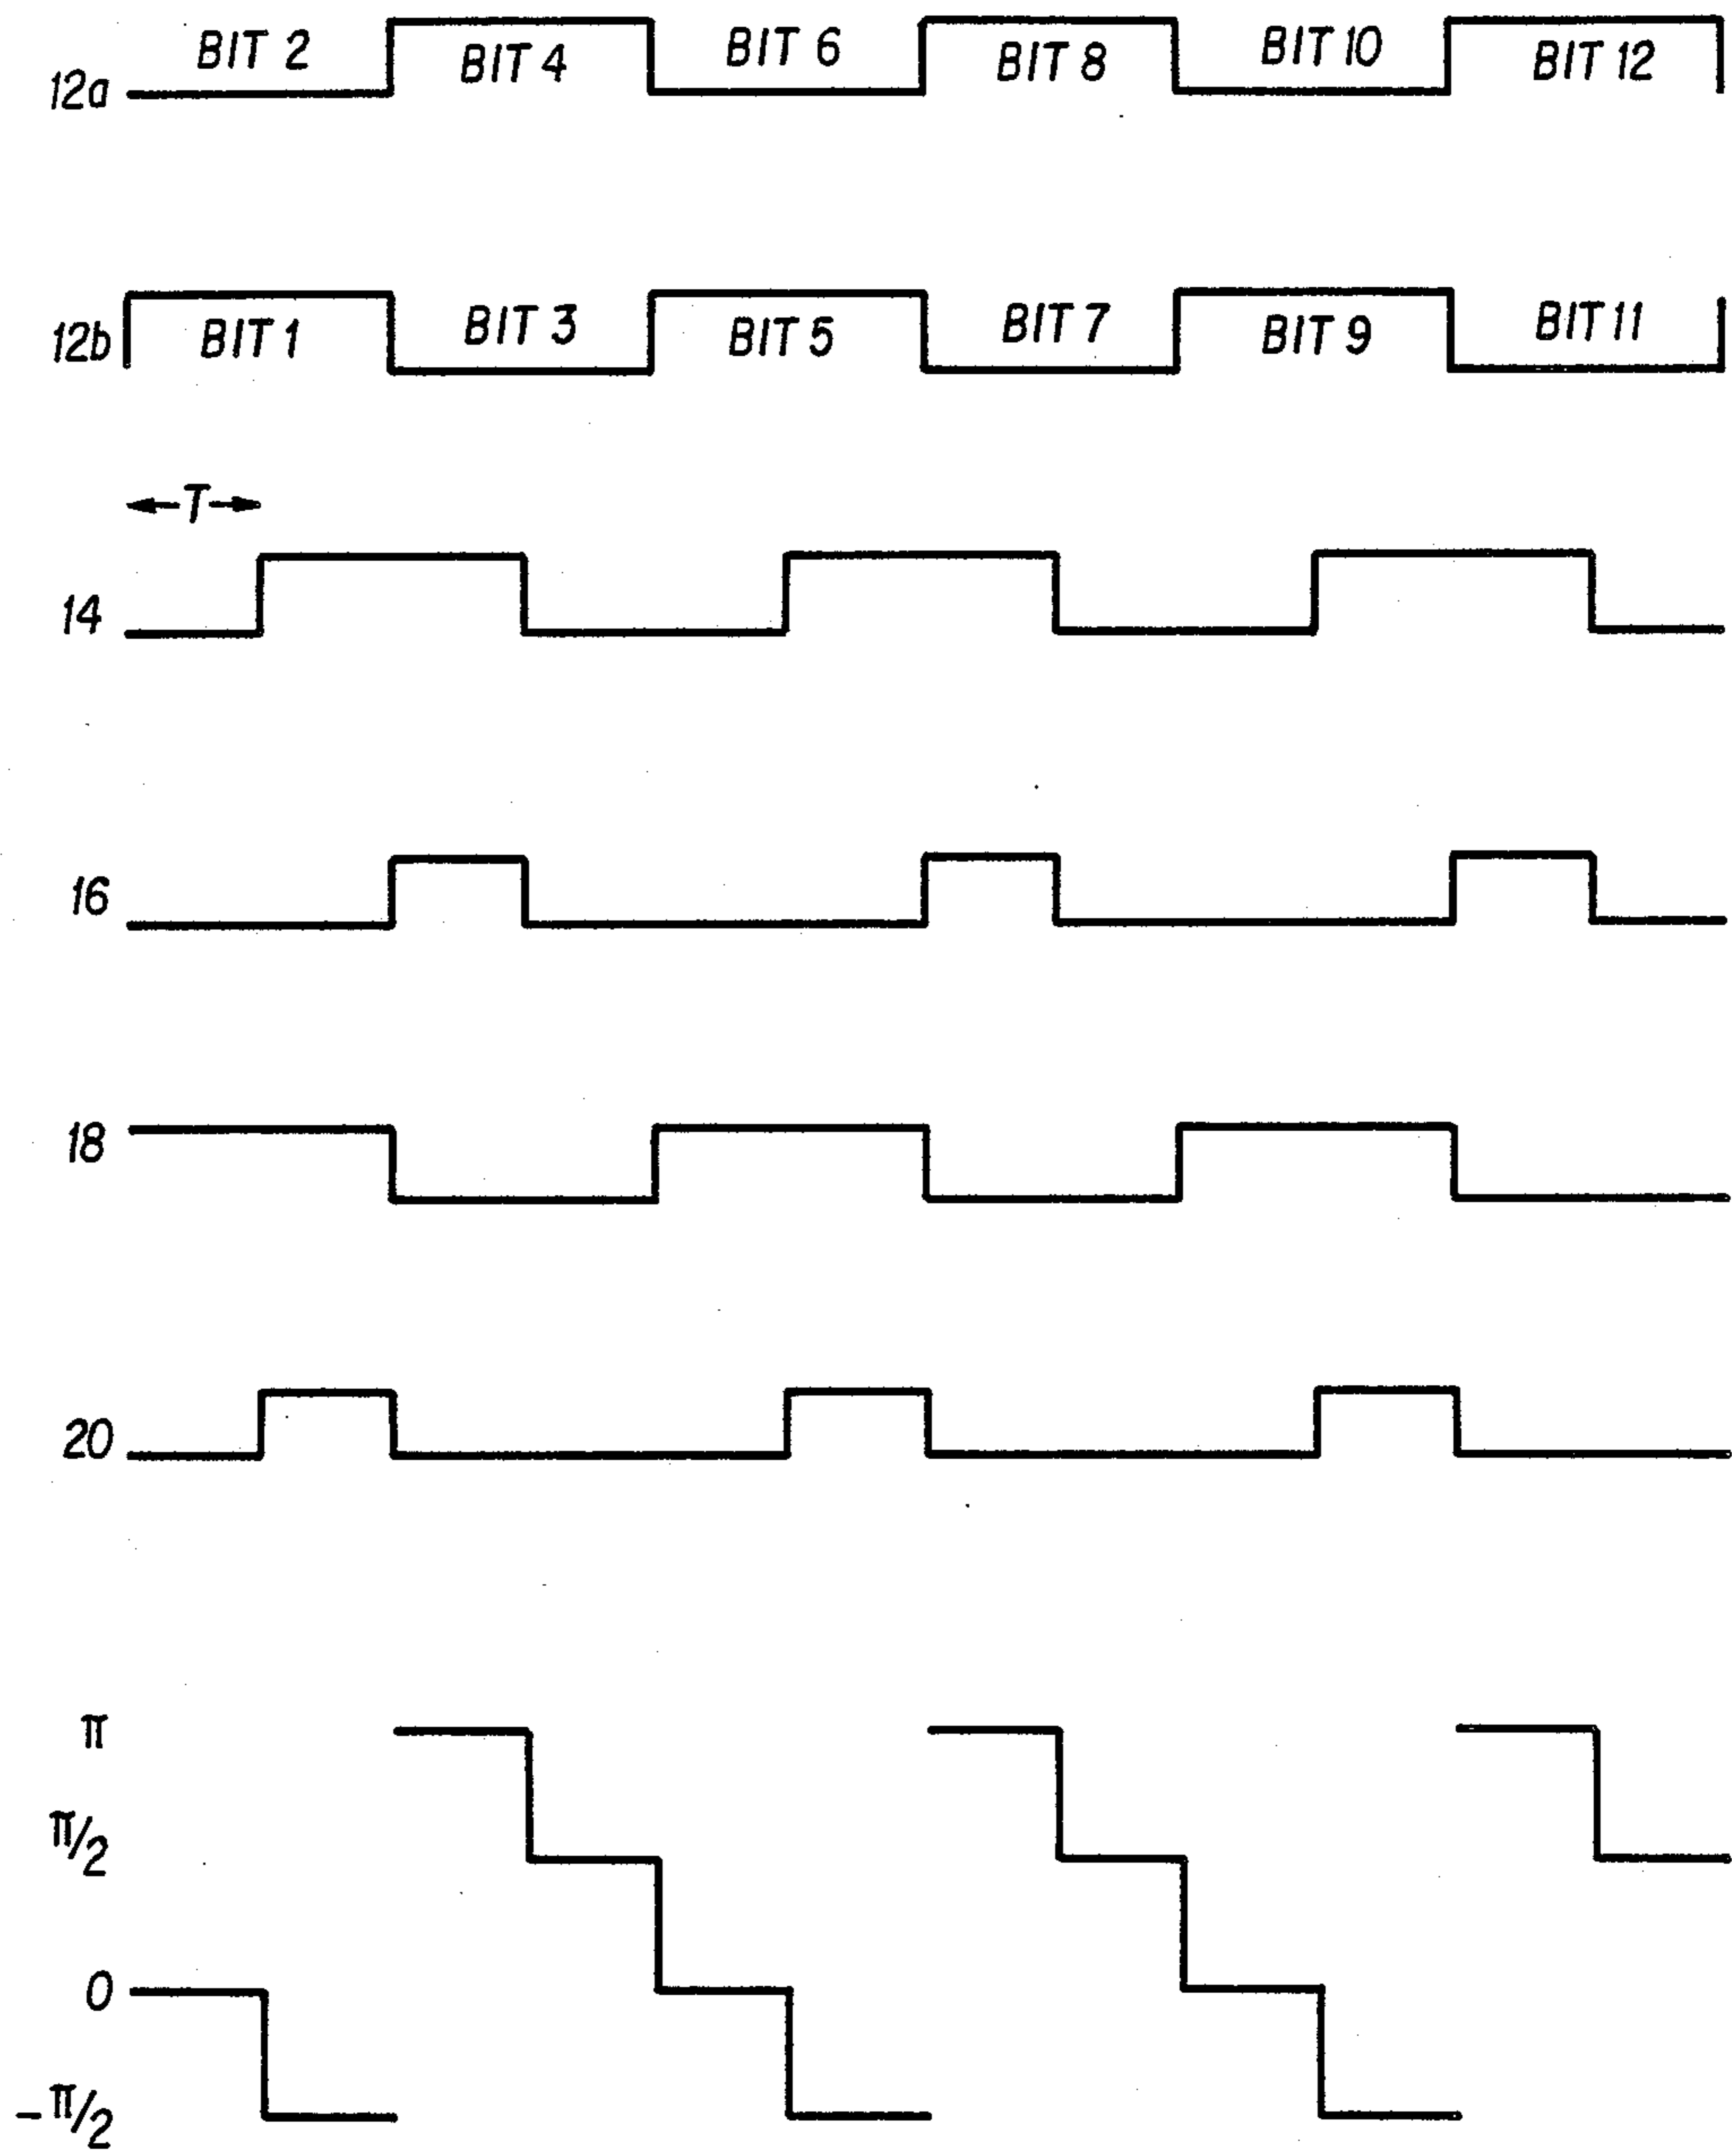 12a BIT 2 BIT 4 BIT 6 BIT 8 BIT 10 BIT 12
12b BIT 1 BIT 3 BIT 5 BIT 7 BIT 9 BIT 11
T
14
16
18
20
π
π/2
0
-π/2